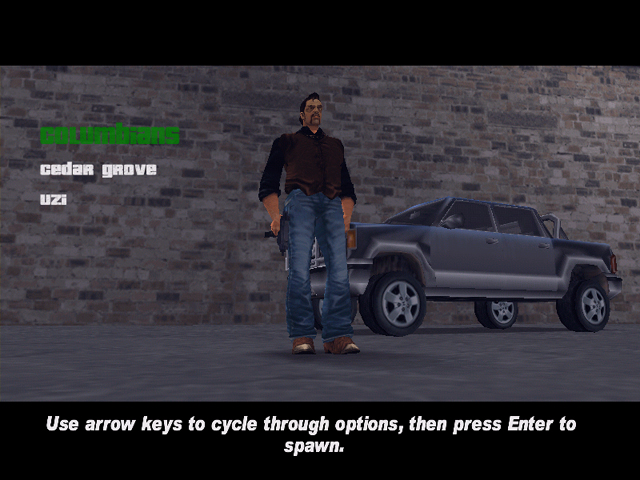 COLUMBIANS
CEDAR GROVE
UZI
Use arrow keys to cycle through options, then press Enter to
spawn.